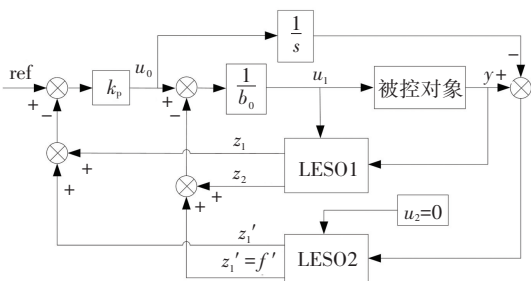 1
s
ref
+
−
k_p
u_0
+
−
1
b_0
u_1
被控对象
y
+
−
z_1
LESO1
+
+
z_2
+
+
u_2=0
z_1′
LESO2
z_1′=f′